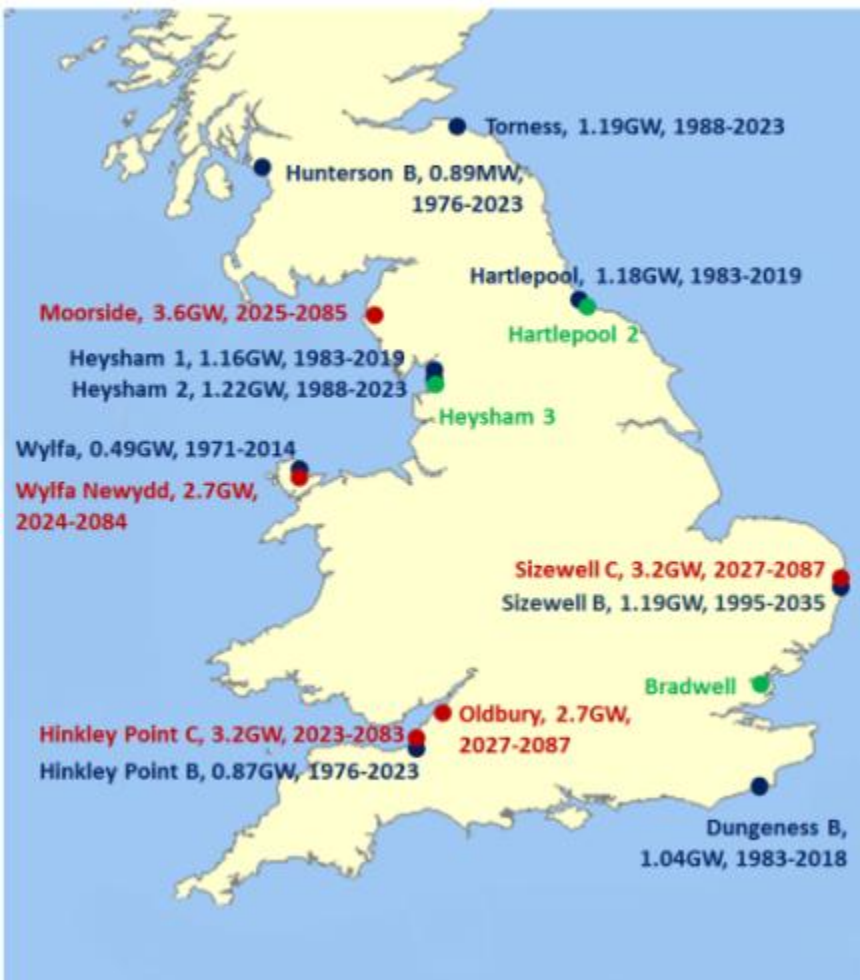 Torness, 1.19GW, 1988-2023
Hunterson B, 0.89MW,
1976-2023
Hartlepool, 1.18GW, 1983-2019
Hartlepool 2
Moorside, 3.6GW, 2025-2085
Heysham 1, 1.16GW, 1983-2019
Heysham 2, 1.22GW, 1988-2023
Heysham 3
Wylfa, 0.49GW, 1971-2014
Wylfa Newydd, 2.7GW,
2024-2084
Sizewell C, 3.2GW, 2027-2087
Sizewell B, 1.19GW, 1995-2035
Bradwell
Oldbury, 2.7GW,
2027-2087
Hinkley Point C, 3.2GW, 2023-2083
Hinkley Point B, 0.87GW, 1976-2023
Dungeness B,
1.04GW, 1983-2018